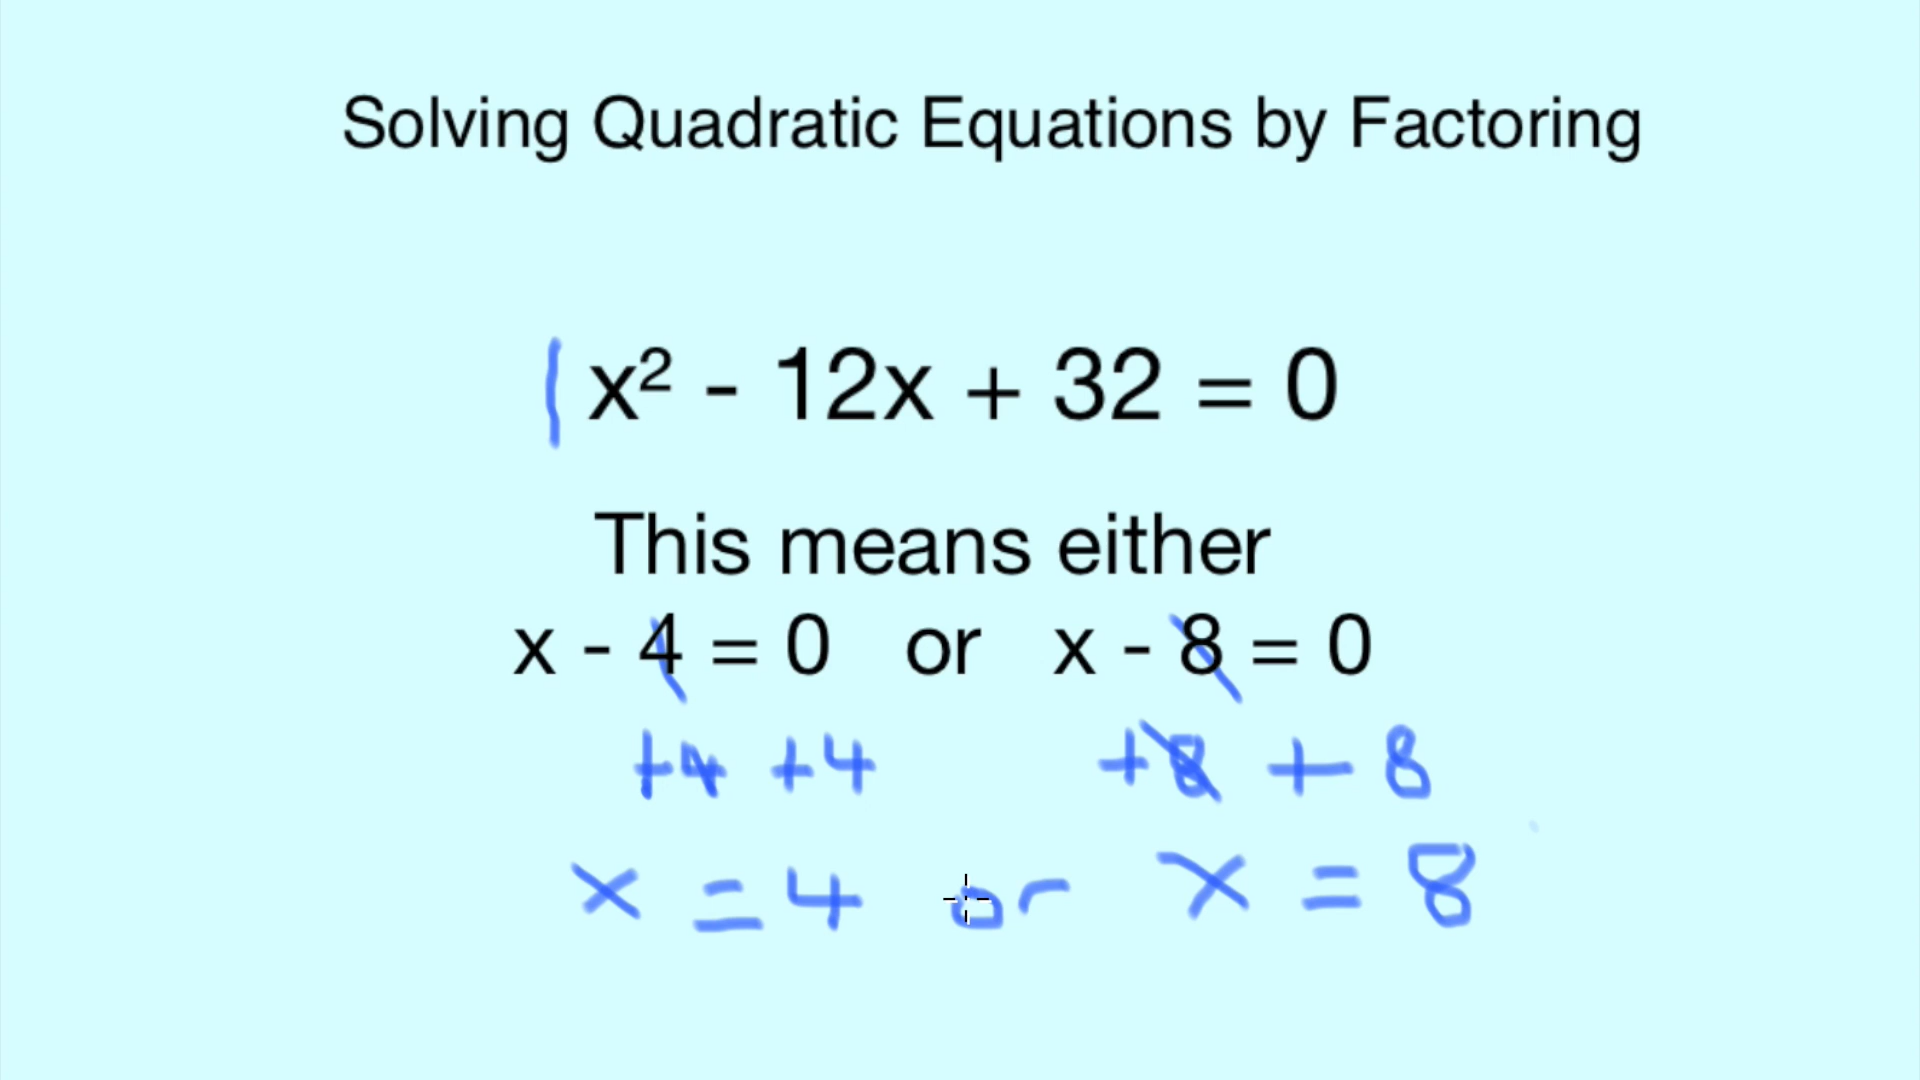 Solving Quadratic Equations by Factoring
1 x² - 12x + 32 = 0
This means either
x - 4 = 0 or x - 8 = 0
+4 +4 +8 +8
x = 4 or x = 8